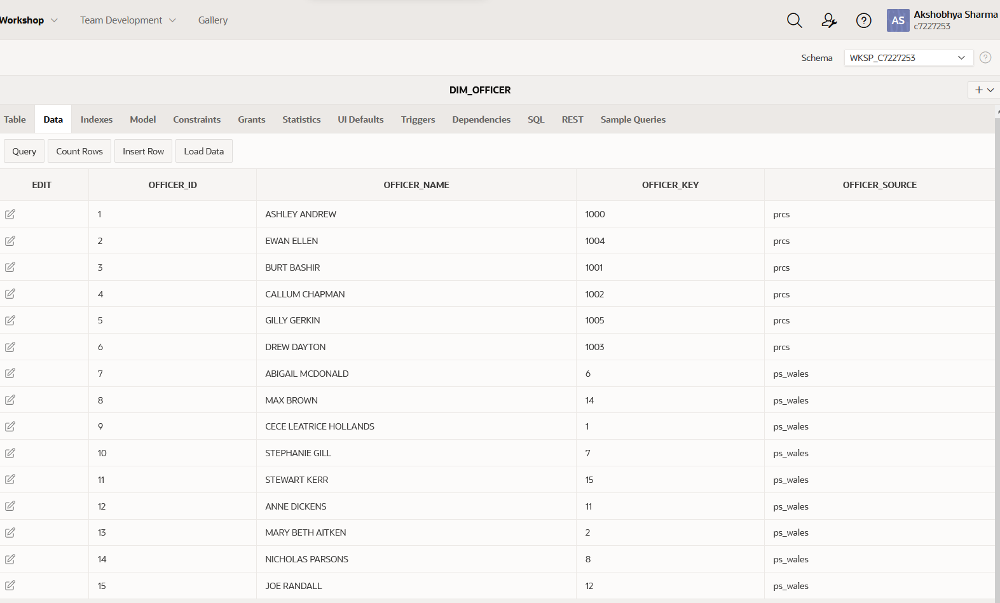 Workshop Team Development Gallery AS Akshobhya Sharma
c7227253
Schema WKSP_C7227253
DIM_OFFICER
Table Data Indexes Model Constraints Grants Statistics UI Defaults Triggers Dependencies SQL REST Sample Queries
Query Count Rows Insert Row Load Data
EDIT OFFICER_ID OFFICER_NAME OFFICER_KEY OFFICER_SOURCE
1 ASHLEY ANDREW 1000 prcs
2 EWAN ELLEN 1004 prcs
3 BURT BASHIR 1001 prcs
4 CALLUM CHAPMAN 1002 prcs
5 GILLY GERKIN 1005 prcs
6 DREW DAYTON 1003 prcs
7 ABIGAIL MCDONALD 6 ps_wales
8 MAX BROWN 14 ps_wales
9 CECE LEATRICE HOLLANDS 1 ps_wales
10 STEPHANIE GILL 7 ps_wales
11 STEWART KERR 15 ps_wales
12 ANNE DICKENS 11 ps_wales
13 MARY BETH AITKEN 2 ps_wales
14 NICHOLAS PARSONS 8 ps_wales
15 JOE RANDALL 12 ps_wales